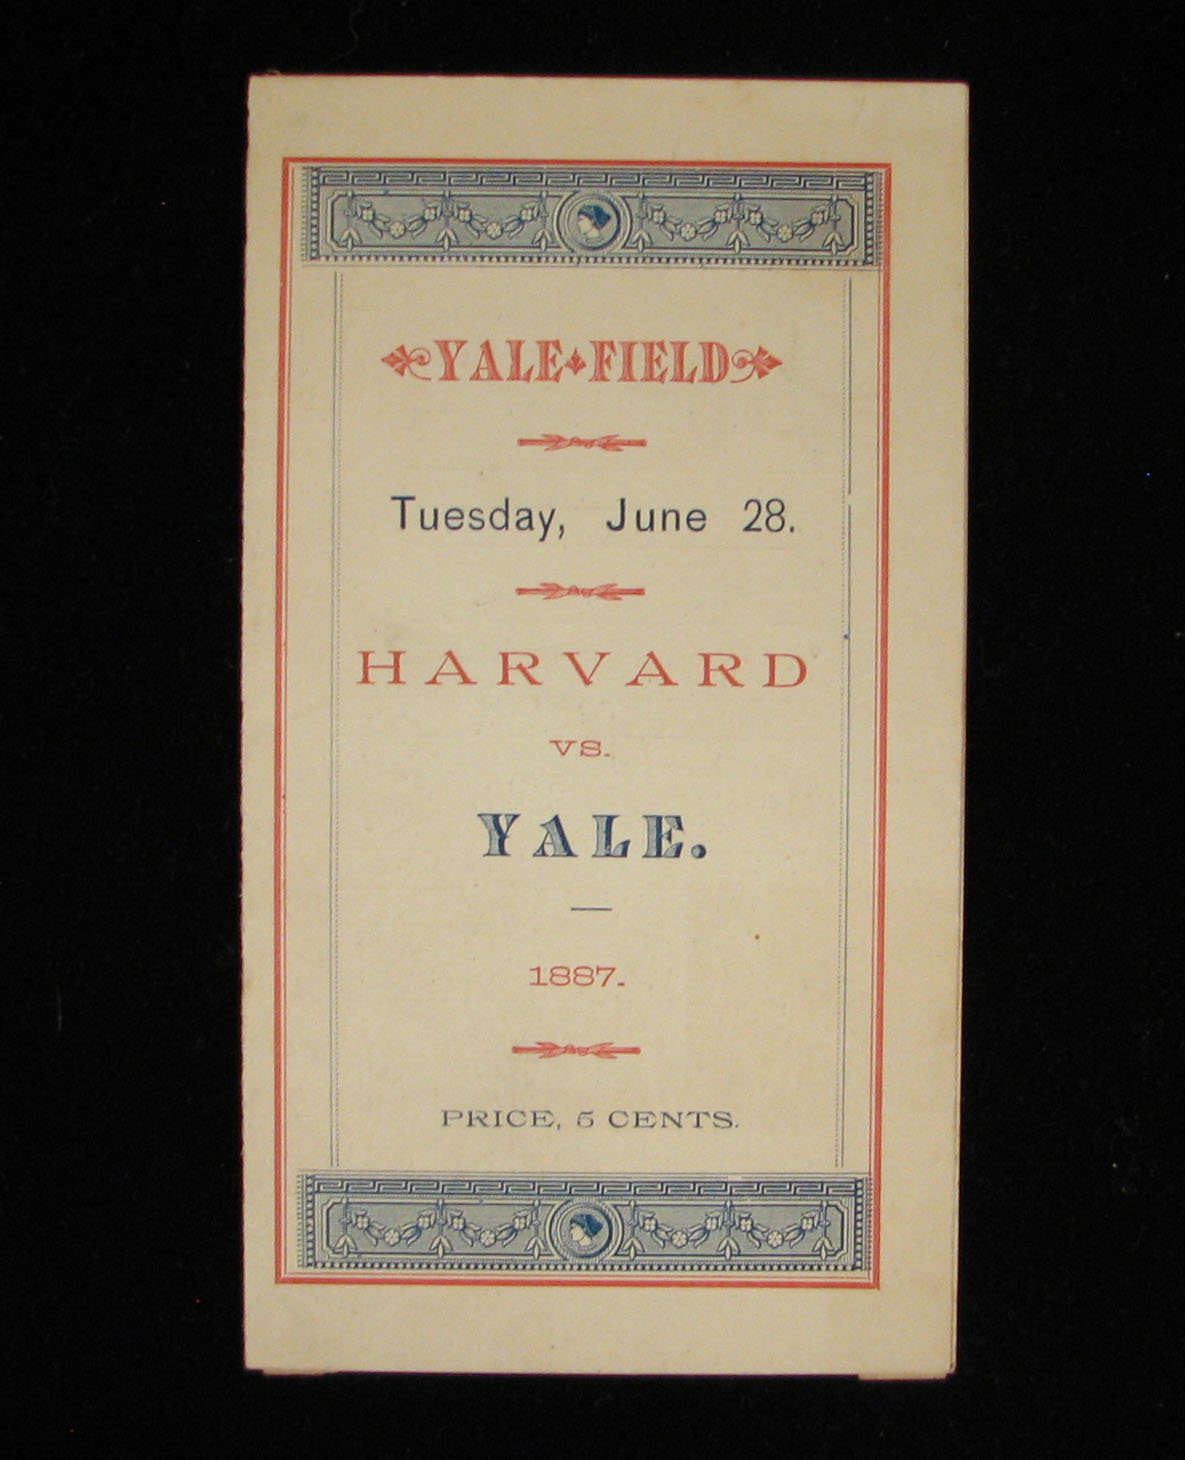 YALE FIELD
Tuesday, June 28.
HARVARD
VS.
YALE.
1887.
PRICE, 5 CENTS.